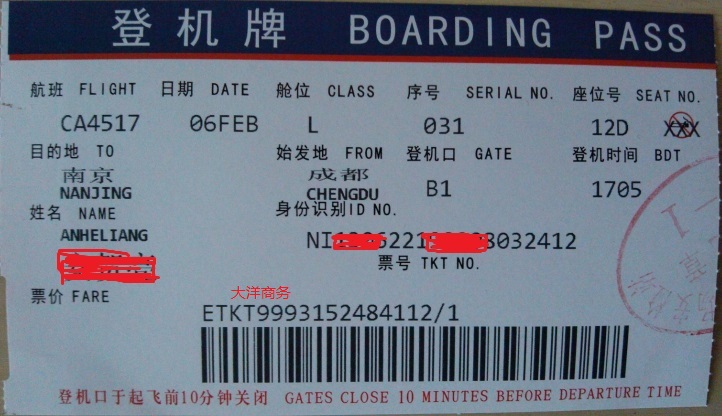 登机牌 BOARDING PASS
航班 FLIGHT 日期 DATE 舱位 CLASS 序号 SERIAL NO. 座位号 SEAT NO.
CA4517 06FEB L 031 12D XXX
目的地 TO 始发地 FROM 登机口 GATE 登机时间 BDT
南京 成都
NANJING CHENGDU B1 1705
姓名 NAME 身份识别ID NO.
ANHELIANG NI 3032412
票号 TKT NO.
票价 FARE 大洋商务
ETKT9993152484112/1
登机口于起飞前10分钟关闭 GATES CLOSE 10 MINUTES BEFORE DEPARTURE TIME